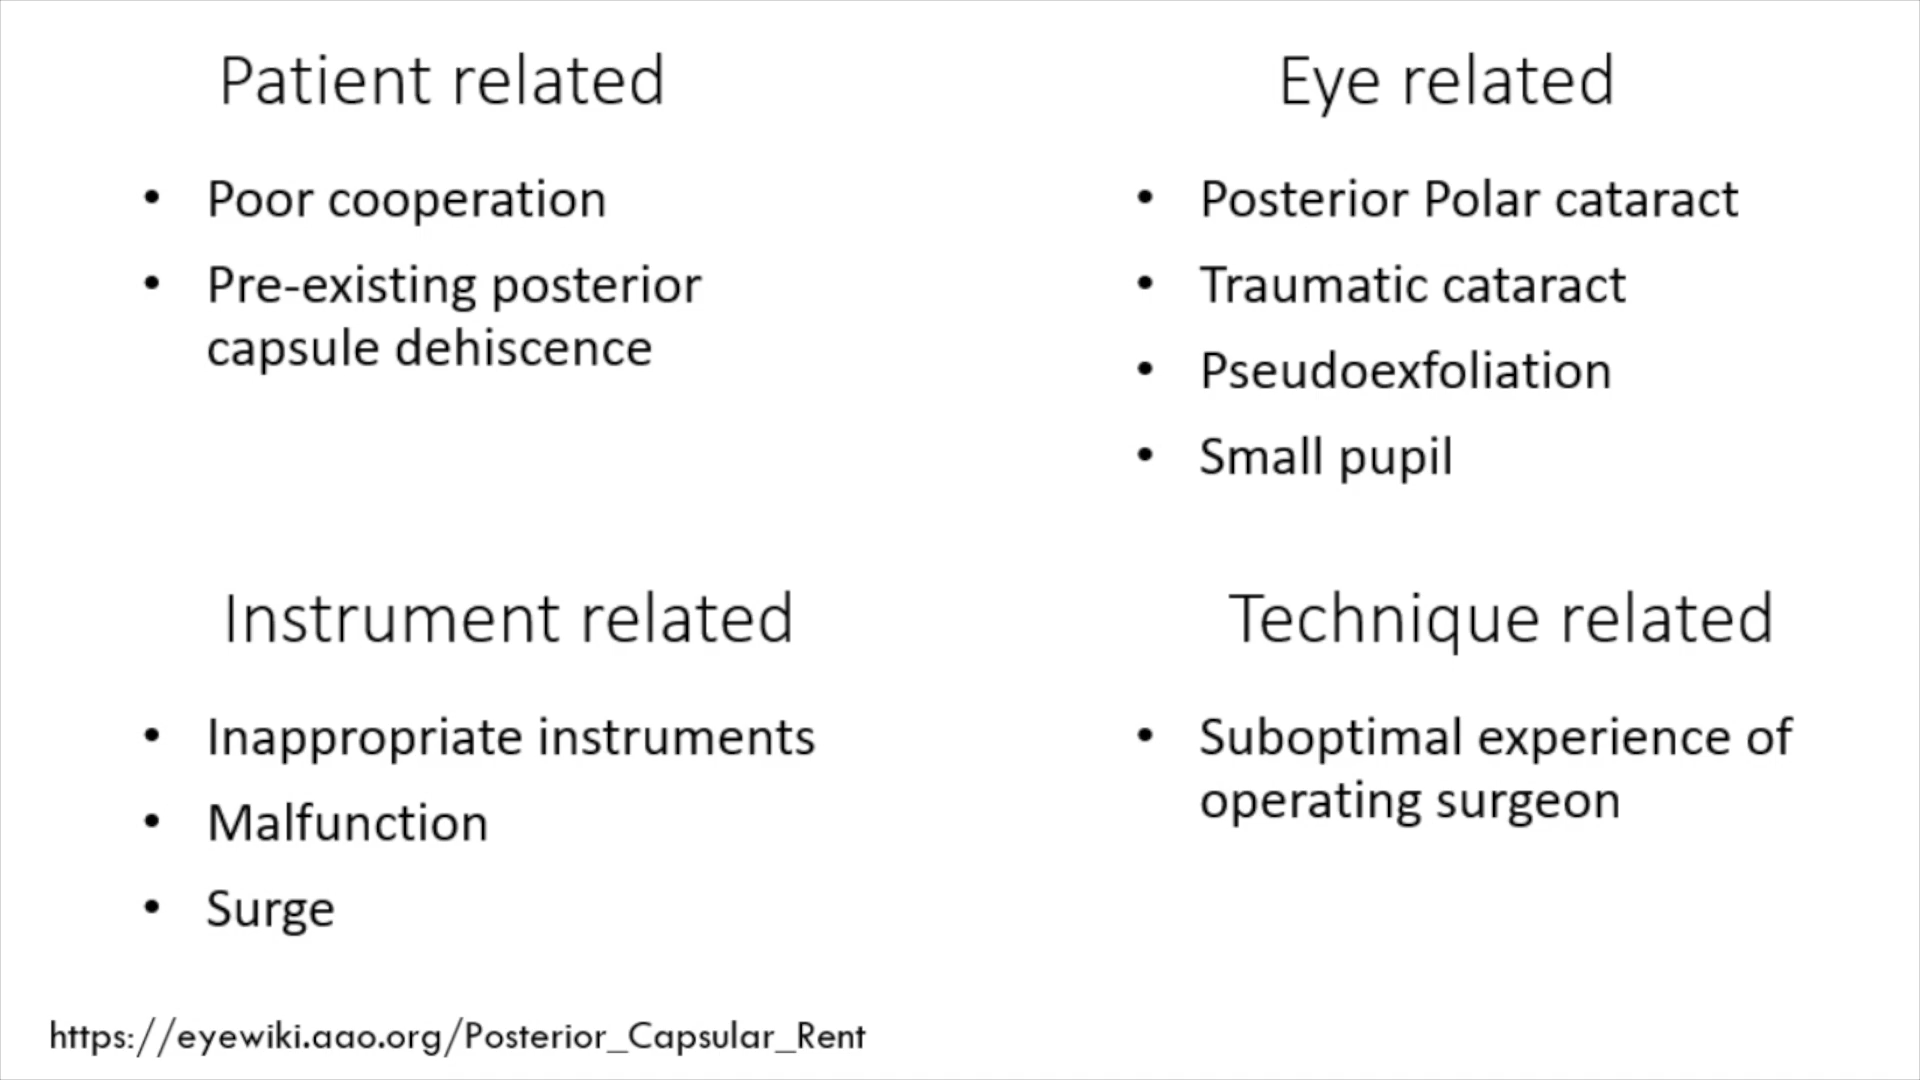 Patient related
• Poor cooperation
• Pre-existing posterior
capsule dehiscence
Eye related
• Posterior Polar cataract
• Traumatic cataract
• Pseudoexfoliation
• Small pupil
Instrument related
• Inappropriate instruments
• Malfunction
• Surge
Technique related
• Suboptimal experience of
operating surgeon
https://eyewiki.aao.org/Posterior_Capsular_Rent